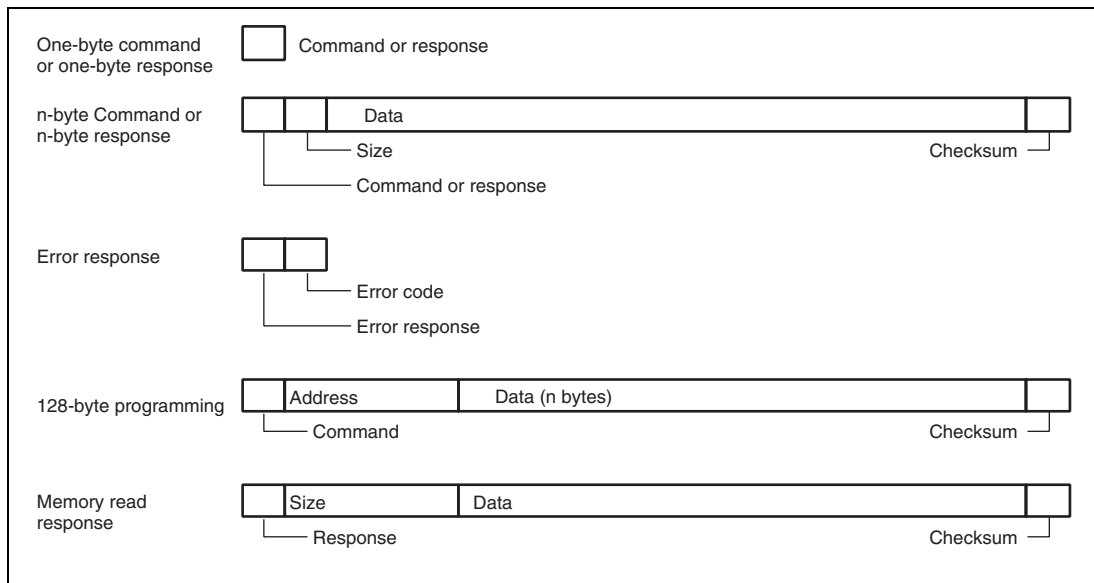 One-byte command
or one-byte response
Command or response
n-byte Command or
n-byte response
Data
Size
Checksum
Command or response
Error response
Error code
Error response
128-byte programming
Address
Data (n bytes)
Command
Checksum
Memory read
response
Size
Data
Response
Checksum